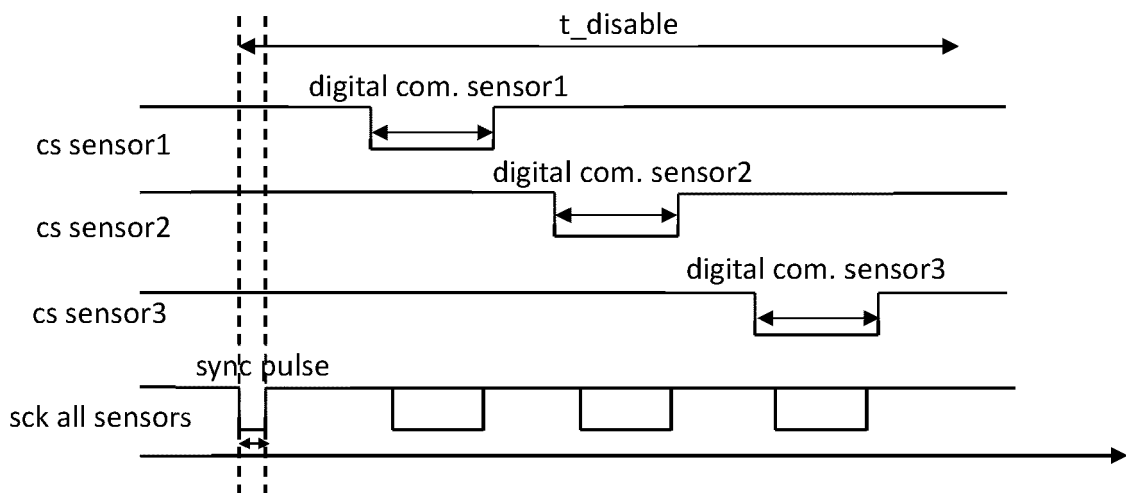 t_disable
digital com. sensor1
cs sensor1
digital com. sensor2
cs sensor2
digital com. sensor3
cs sensor3
sync pulse
sck all sensors